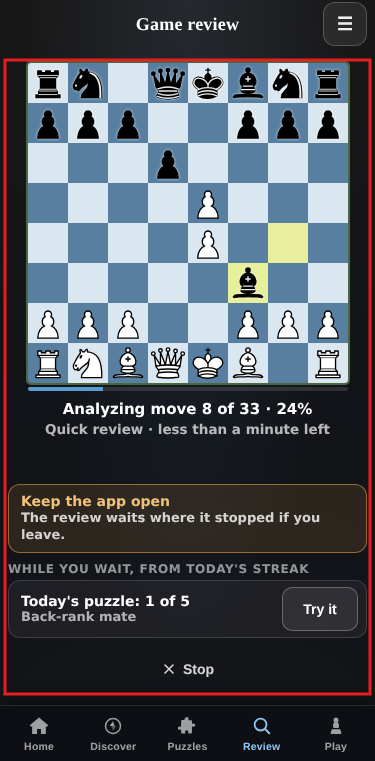 Game review
Analyzing move 8 of 33 · 24%
Quick review · less than a minute left
Keep the app open
The review waits where it stopped if you
leave.
WHILE YOU WAIT, FROM TODAY'S STREAK
Today's puzzle: 1 of 5
Back-rank mate
Try it
Stop
Home
Discover
Puzzles
Review
Play